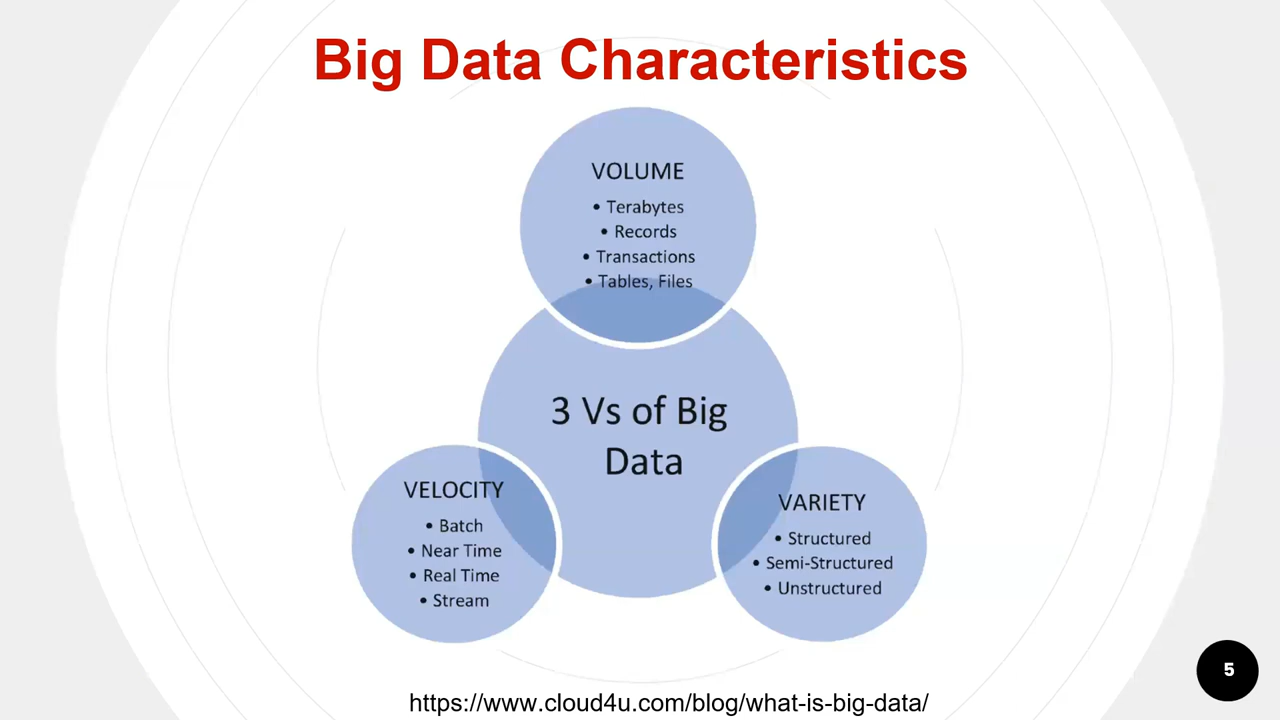 Big Data Characteristics
VOLUME
• Terabytes
• Records
• Transactions
• Tables, Files
3 Vs of Big
Data
VELOCITY
• Batch
• Near Time
• Real Time
• Stream
VARIETY
• Structured
• Semi-Structured
• Unstructured
5
https://www.cloud4u.com/blog/what-is-big-data/